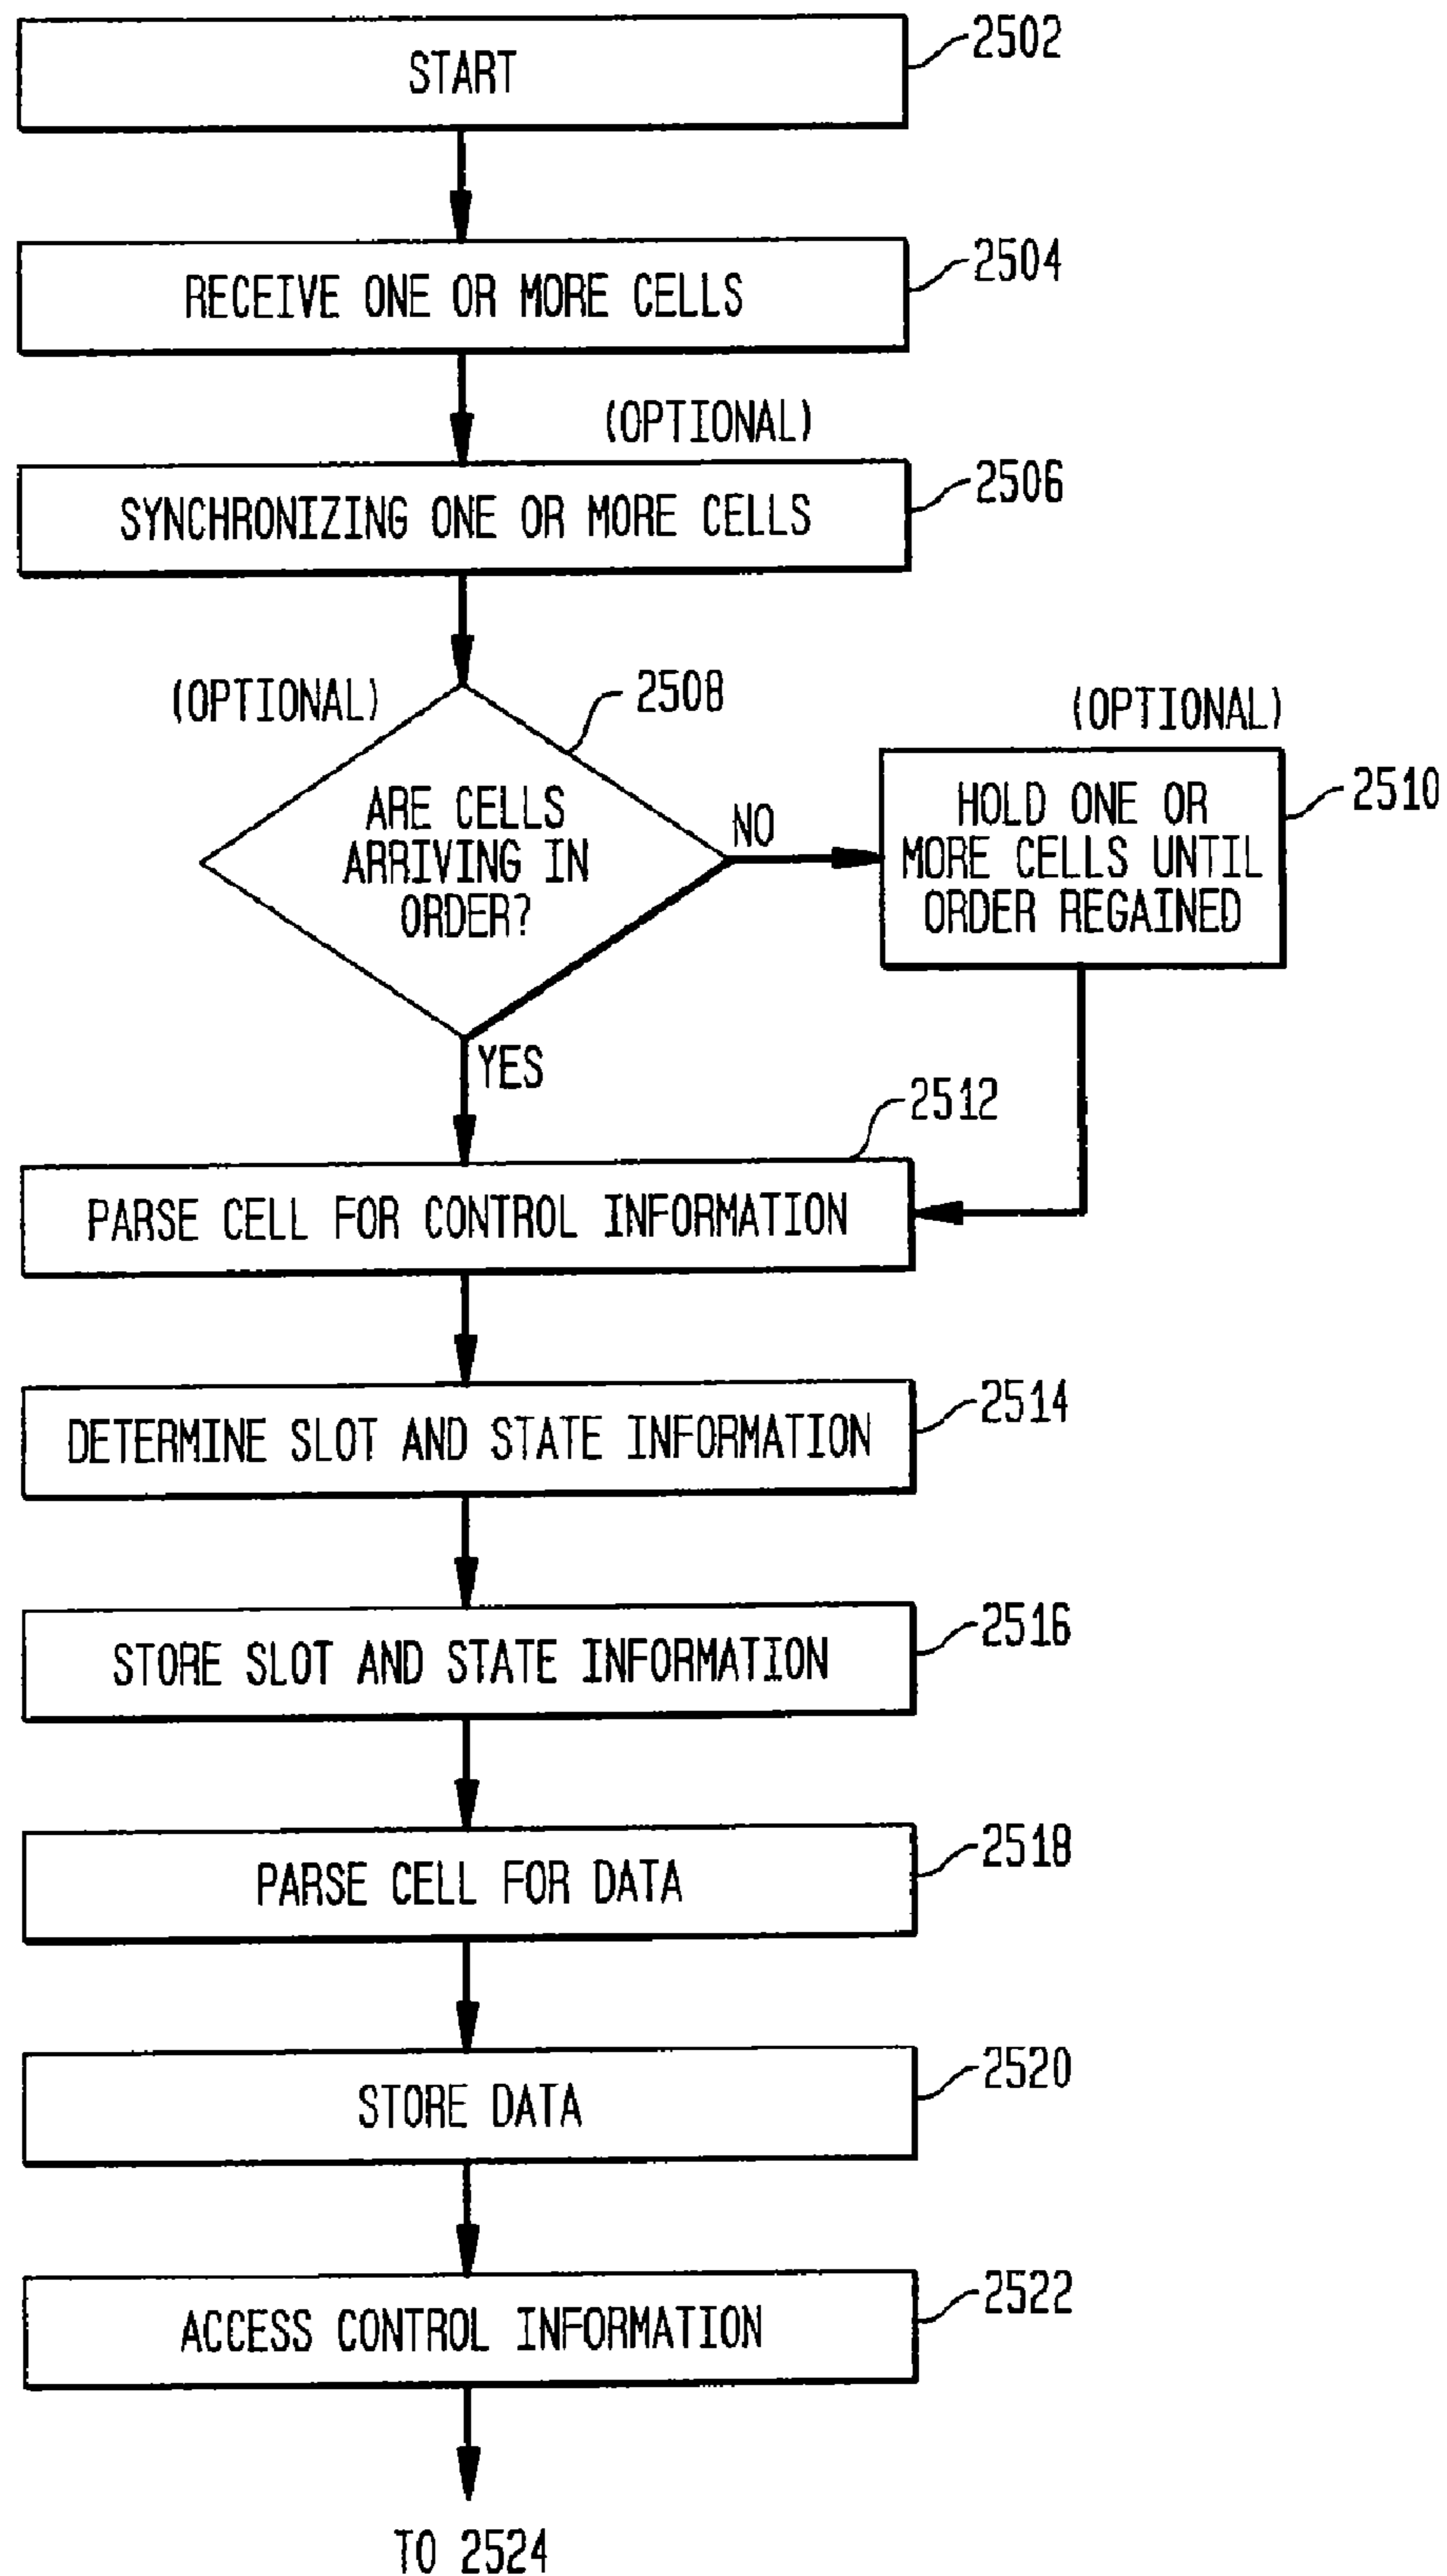 START
2502
RECEIVE ONE OR MORE CELLS
2504
(OPTIONAL)
SYNCHRONIZING ONE OR MORE CELLS
2506
(OPTIONAL)
2508
ARE CELLS
ARRIVING IN
ORDER?
NO
(OPTIONAL)
HOLD ONE OR
MORE CELLS UNTIL
ORDER REGAINED
2510
YES
2512
PARSE CELL FOR CONTROL INFORMATION
DETERMINE SLOT AND STATE INFORMATION
2514
STORE SLOT AND STATE INFORMATION
2516
PARSE CELL FOR DATA
2518
STORE DATA
2520
ACCESS CONTROL INFORMATION
2522
TO 2524